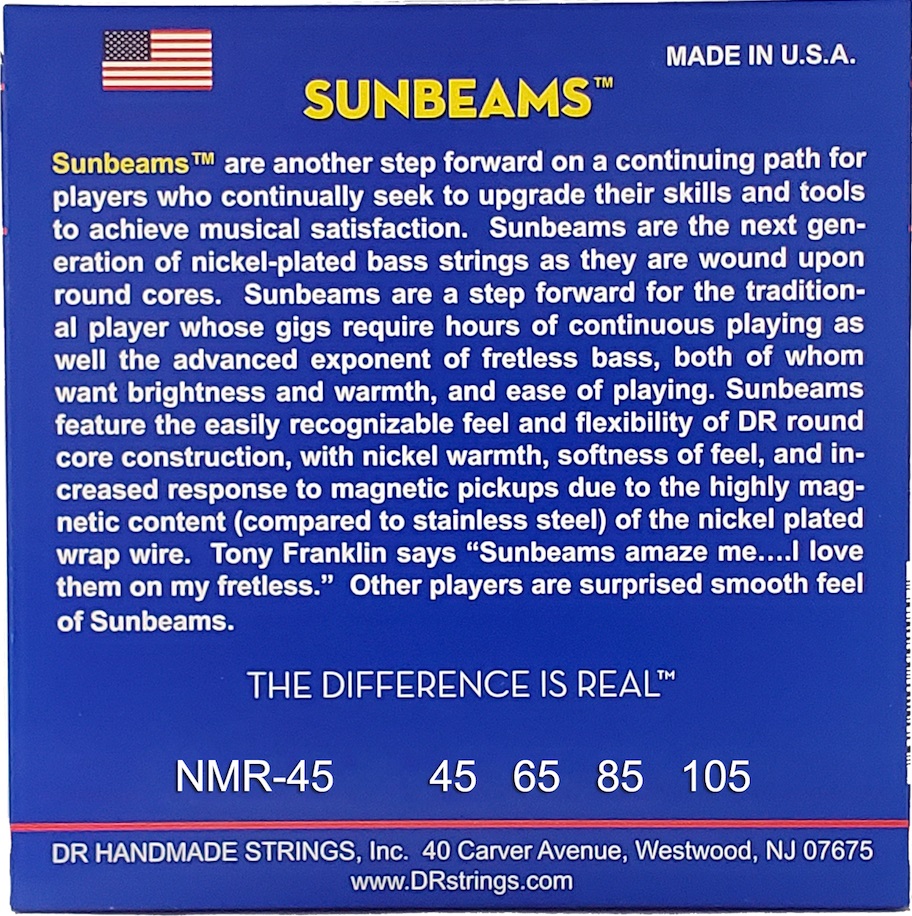 MADE IN U.S.A.
SUNBEAMS™
Sunbeams™ are another step forward on a continuing path for
players who continually seek to upgrade their skills and tools
to achieve musical satisfaction. Sunbeams are the next gen-
eration of nickel-plated bass strings as they are wound upon
round cores. Sunbeams are a step forward for the tradition-
al player whose gigs require hours of continuous playing as
well the advanced exponent of fretless bass, both of whom
want brightness and warmth, and ease of playing. Sunbeams
feature the easily recognizable feel and flexibility of DR round
core construction, with nickel warmth, softness of feel, and in-
creased response to magnetic pickups due to the highly mag-
netic content (compared to stainless steel) of the nickel plated
wrap wire. Tony Franklin says “Sunbeams amaze me....I love
them on my fretless.” Other players are surprised smooth feel
of Sunbeams.
THE DIFFERENCE IS REAL™
NMR-45 45 65 85 105
DR HANDMADE STRINGS, Inc. 40 Carver Avenue, Westwood, NJ 07675
www.DRstrings.com